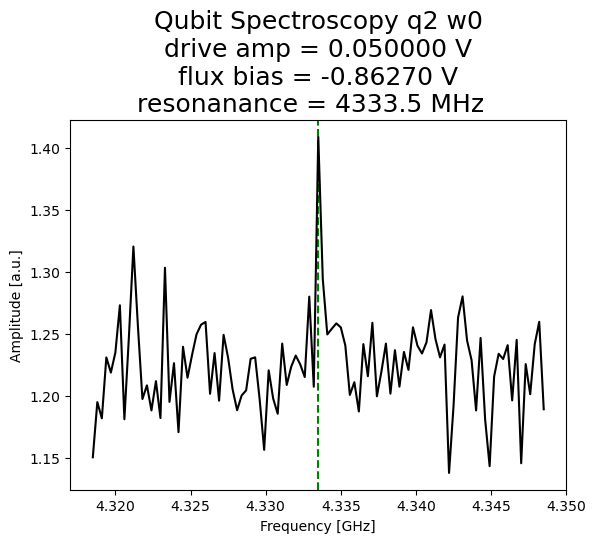 Qubit Spectroscopy q2 w0
drive amp = 0.050000 V
flux bias = -0.86270 V
resonanance = 4333.5 MHz
1.40
1.35
1.30
1.25
1.20
1.15
Amplitude [a.u.]
4.320 4.325 4.330 4.335 4.340 4.345 4.350
Frequency [GHz]